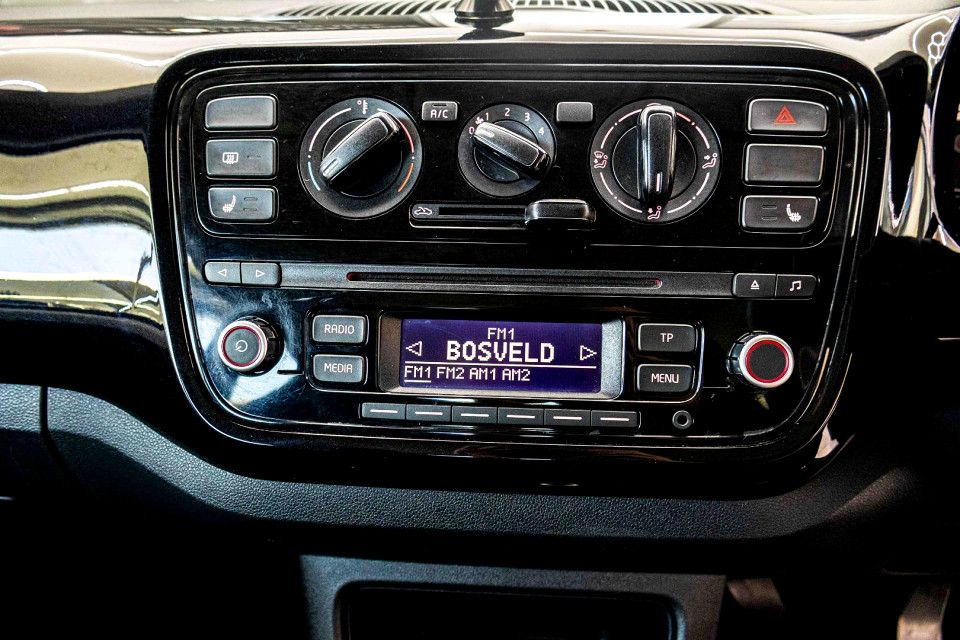 A/C
0 1 2 3 4
RADIO
MEDIA
FM1
BOSVELD
FM1 FM2 AM1 AM2
TP
MENU